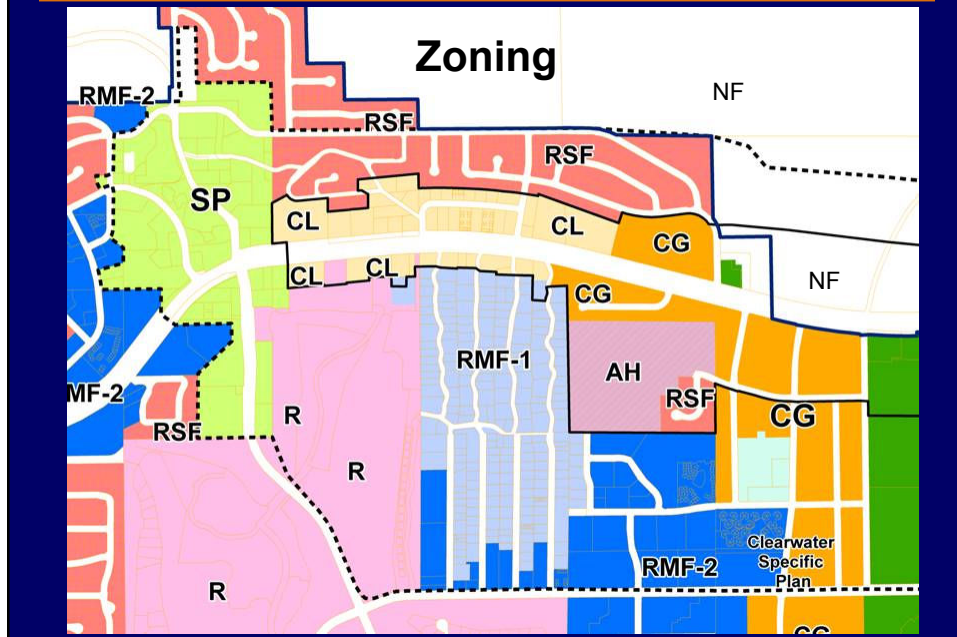 Zoning
NF
RMF-2
RSF
RSF
SP
CL
CL
CG
CL
CL
NF
CG
RMF-1
AH
MF-2
RSF
CG
R
RSF
R
Clearwater
Specific
Plan
RMF-2
R
CG